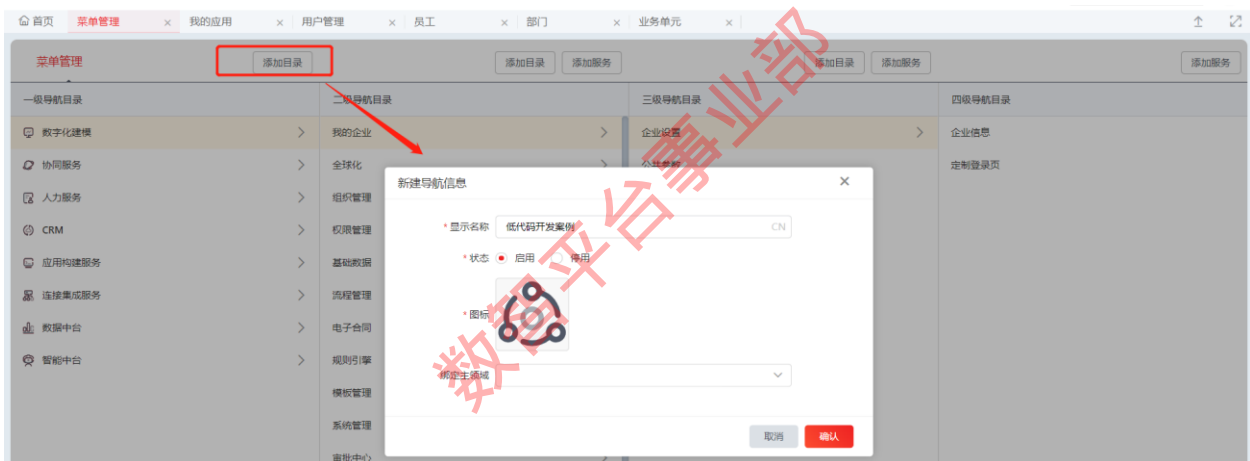 首页 菜单管理 × 我的应用 × 用户管理 × 员工 × 部门 × 业务单元 ×
菜单管理 添加目录 添加目录 添加服务 添加目录 添加服务 添加服务
一级导航目录 二级导航目录 三级导航目录 四级导航目录
数字化建模 > 我的企业 > 企业设置 > 企业信息
协同服务 > 全球化 > 公共参数 定制登录页
新建导航信息 ×
人力服务 > 组织管理
* 显示名称 低代码开发案例 CN
CRM > 权限管理
* 状态 启用 停用
应用构建服务 > 基础数据
连接集成服务 > 流程管理
* 图标
数据中台 > 电子合同
智能中台 > 规则引擎
绑定主领域
模板管理
系统管理
取消 确认
审批中心
数智平台事业部